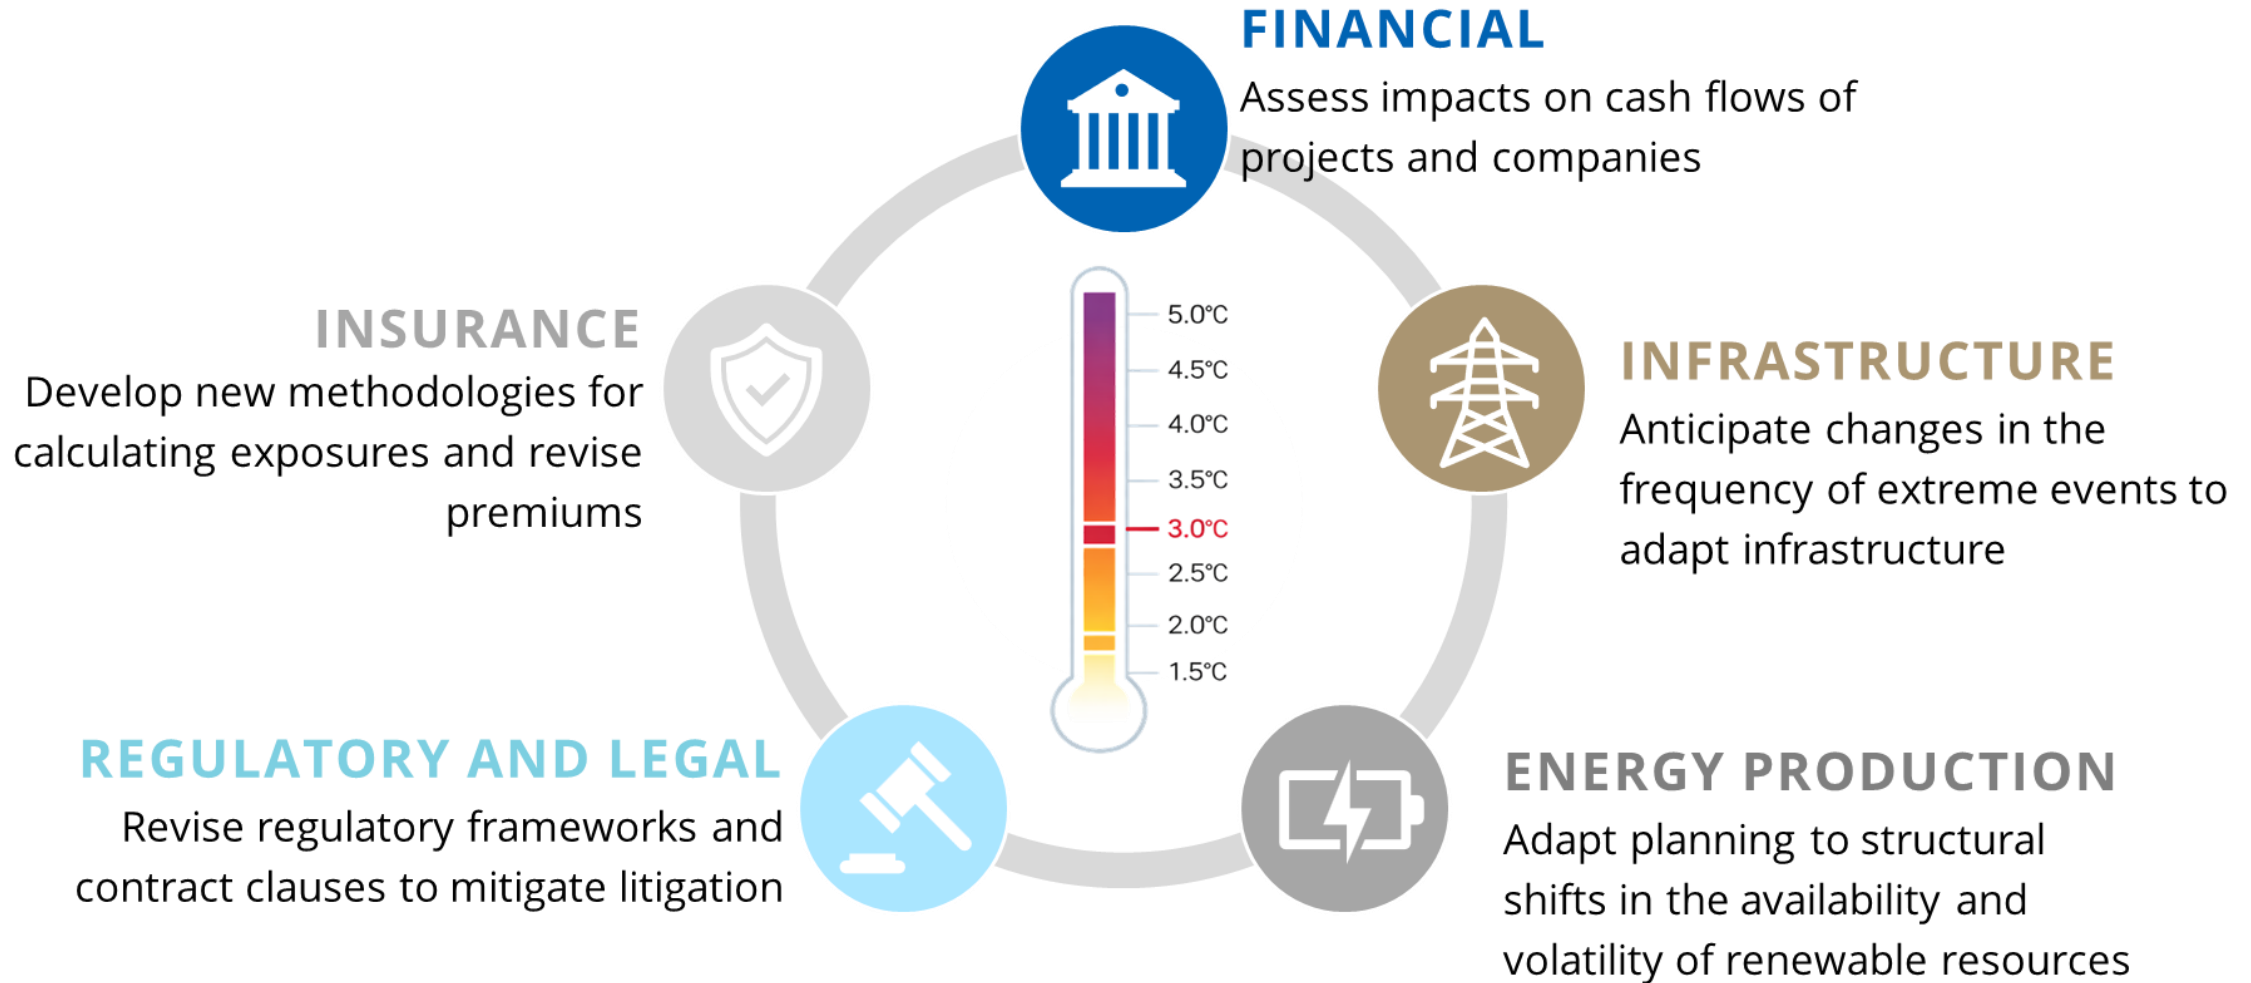 FINANCIAL
Assess impacts on cash flows of
projects and companies
INSURANCE
Develop new methodologies for
calculating exposures and revise
premiums
5.0°C
4.5°C
4.0°C
3.5°C
3.0°C
2.5°C
2.0°C
1.5°C
INFRASTRUCTURE
Anticipate changes in the
frequency of extreme events to
adapt infrastructure
REGULATORY AND LEGAL
Revise regulatory frameworks and
contract clauses to mitigate litigation
ENERGY PRODUCTION
Adapt planning to structural
shifts in the availability and
volatility of renewable resources